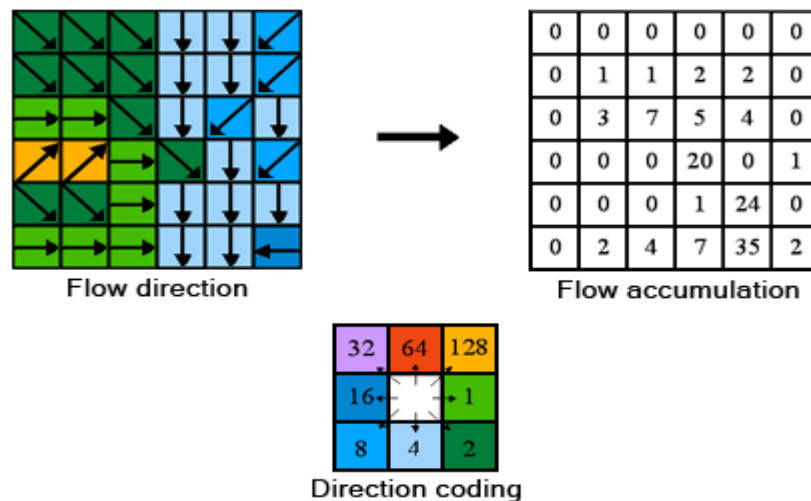 0 0 0 0 0 0
0 1 1 2 2 0
0 3 7 5 4 0
0 0 0 20 0 1
0 0 0 1 24 0
0 2 4 7 35 2
Flow direction
Flow accumulation
32 64 128
16 1
8 4 2
Direction coding